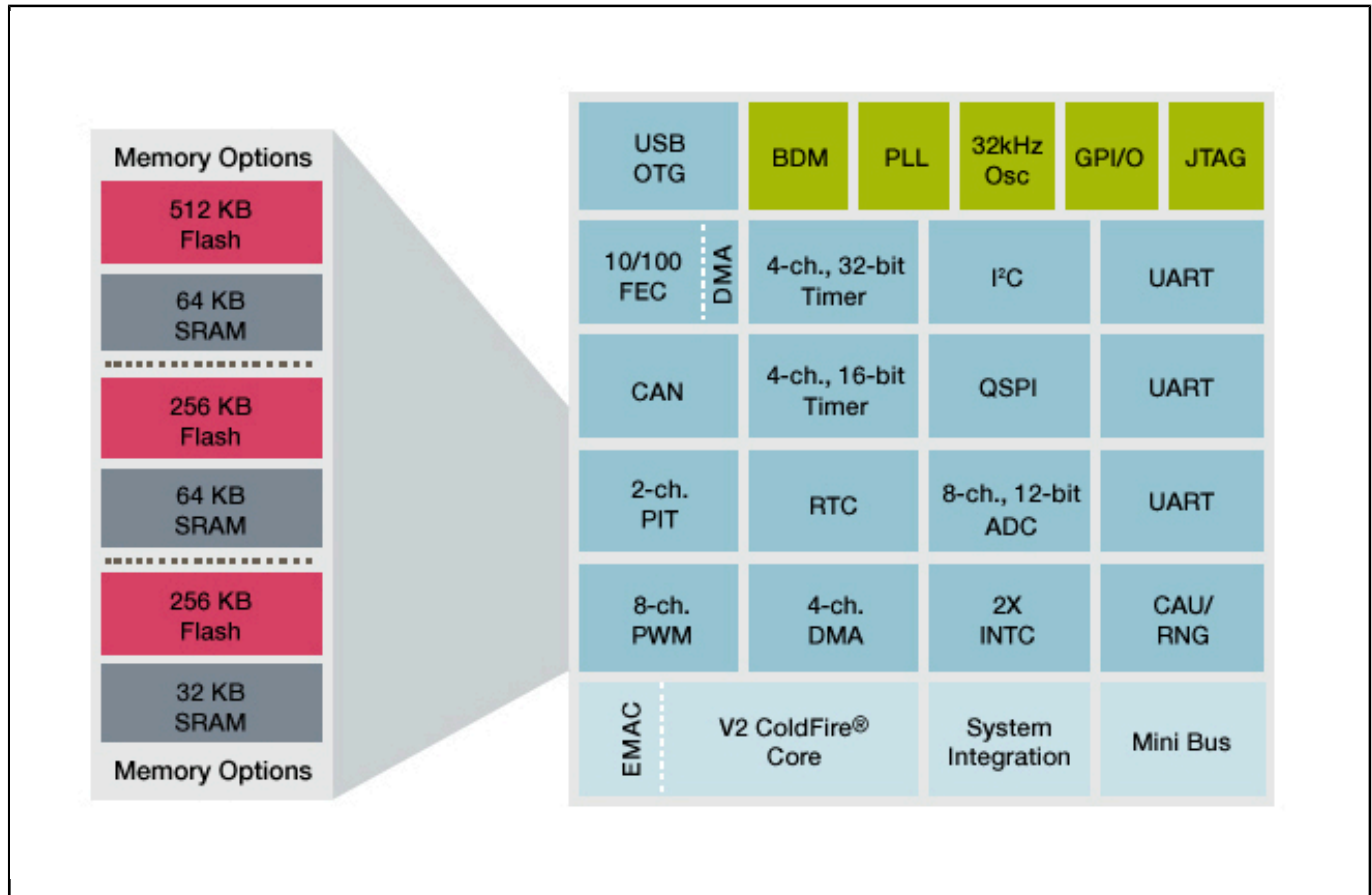 Memory Options
512 KB
Flash
64 KB
SRAM
256 KB
Flash
64 KB
SRAM
256 KB
Flash
32 KB
SRAM
Memory Options
USB
OTG
BDM
PLL
32kHz
Osc
GPI/O
JTAG
10/100
FEC
DMA
4-ch., 32-bit
Timer
I²C
UART
CAN
4-ch., 16-bit
Timer
QSPI
UART
2-ch.
PIT
RTC
8-ch., 12-bit
ADC
UART
8-ch.
PWM
4-ch.
DMA
2X
INTC
CAU/
RNG
EMAC
V2 ColdFire®
Core
System
Integration
Mini Bus